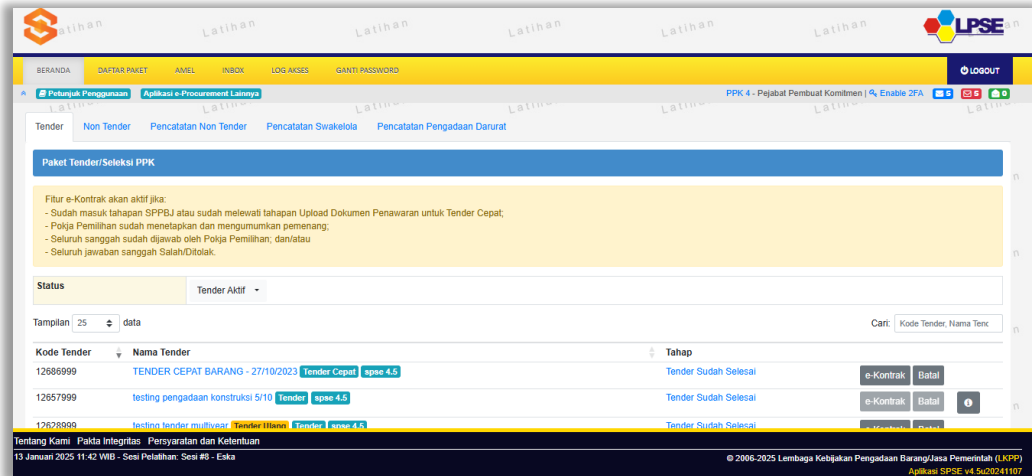 Latihan Latihan Latihan Latihan Latihan Latihan
LPSE
BERANDA DAFTAR PAKET AMEL INBOX LOG AKSES GANTI PASSWORD LOGOUT
Petunjuk Penggunaan Aplikasi e-Procurement Lainnya PPK 4 - Pejabat Pembuat Komitmen | Enable 2FA 5 5 0
Tender Non Tender Pencatatan Non Tender Pencatatan Swakelola Pencatatan Pengadaan Darurat
Paket Tender/Seleksi PPK
Fitur e-Kontrak akan aktif jika:
- Sudah masuk tahapan SPPBJ atau sudah melewati tahapan Upload Dokumen Penawaran untuk Tender Cepat;
- Pokja Pemilihan sudah menetapkan dan mengumumkan pemenang;
- Seluruh sanggah sudah dijawab oleh Pokja Pemilihan; dan/atau
- Seluruh jawaban sanggah Salah/Ditolak.
Status Tender Aktif
Tampilan 25 data Cari: Kode Tender, Nama Tenc
Kode Tender Nama Tender Tahap
12686999 TENDER CEPAT BARANG - 27/10/2023 Tender Cepat spse 4.5 Tender Sudah Selesai e-Kontrak Batal
12657999 testing pengadaan konstruksi 5/10 Tender spse 4.5 Tender Sudah Selesai e-Kontrak Batal
12628999 testing tender multiyear Tender Ulang Tender spse 4.5 Tender Sudah Selesai e-Kontrak Batal
Tentang Kami Pakta Integritas Persyaratan dan Ketentuan
13 Januari 2025 11:42 WIB - Sesi Pelatihan: Sesi #8 - Eska © 2006-2025 Lembaga Kebijakan Pengadaan Barang/Jasa Pemerintah (LKPP)
Aplikasi SPSE v4.5u20241107